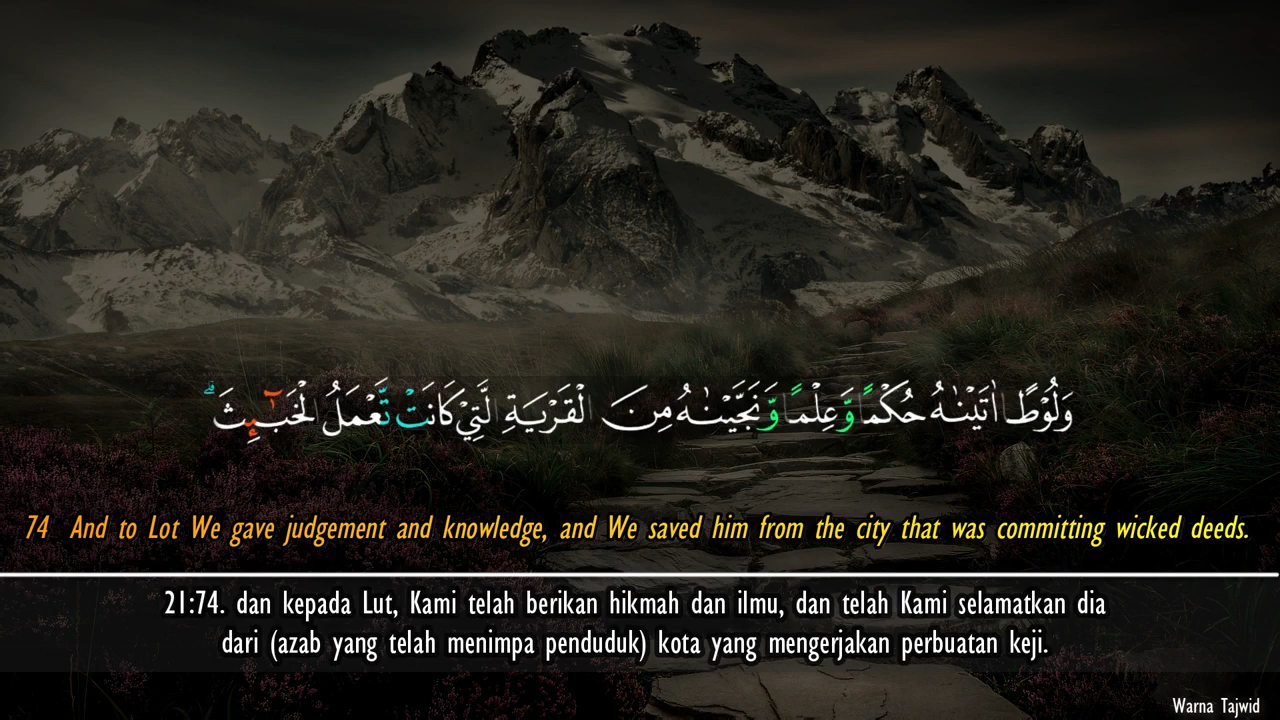 وَلُوْطًا اٰتَيْنٰهُ حُكْمًا وَّعِلْمًا وَّنَجَّيْنٰهُ مِنَ الْقَرْيَةِ الَّتِيْ كَانَتْ تَّعْمَلُ الْخَبٰۤىِٕثَ ۗ
74 And to Lot We gave judgement and knowledge, and We saved him from the city that was committing wicked deeds.
21:74. dan kepada Lut, Kami telah berikan hikmah dan ilmu, dan telah Kami selamatkan dia
dari (azab yang telah menimpa penduduk) kota yang mengerjakan perbuatan keji.
Warna Tajwid